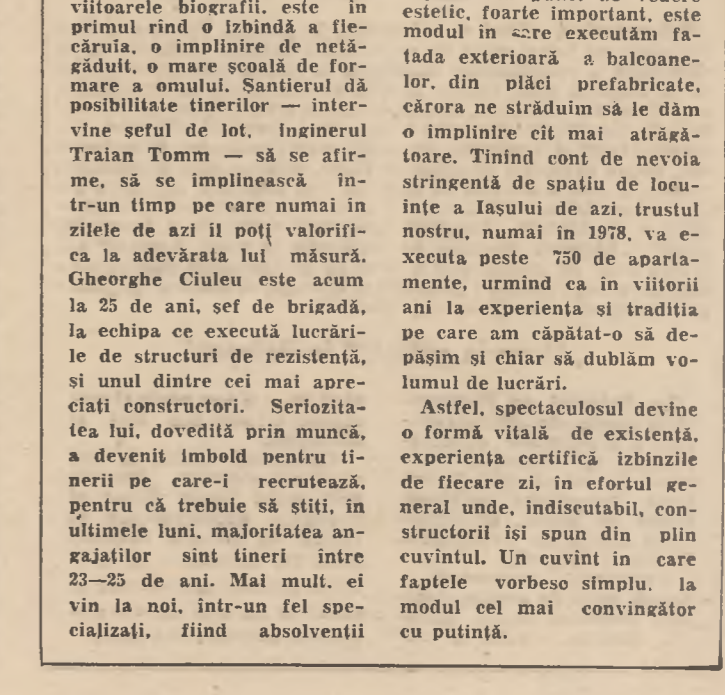 viitoarele biografii, este în
primul rînd o izbîndă a fie-
căruia, o împlinire de netă-
găduit, o mare școală de for-
mare a omului. Șantierul dă
posibilitate tinerilor — inter-
vine șeful de lot, inginerul
Traian Tomm — să se afir-
me, să se împlinească în-
tr-un timp pe care numai în
zilele de azi îl poți valorifi-
ca la adevărata lui măsură.
Gheorghe Ciuleu este acum
la 25 de ani, șef de brigadă,
la echipa ce execută lucrări-
le de structuri de rezistență,
și unul dintre cei mai apre-
ciați constructori. Seriozita-
tea lui, dovedită prin muncă,
a devenit imbold pentru ti-
nerii pe care-i recrutează,
pentru că trebuie să știți, în
ultimele luni, majoritatea an-
gajaților sint tineri între
23—25 de ani. Mai mult, ei
vin la noi, într-un fel spe-
cializați, fiind absolvenții
estetic, foarte important, este
modul în care executăm fa-
țada exterioară a balcoane-
lor, din plăci prefabricate,
cărora ne străduim să le dăm
o împlinire cît mai atrăgă-
toare. Tinînd cont de nevoia
stringentă de spațiu de locu-
ințe a Iașului de azi, trustul
nostru, numai în 1978, va e-
xecuta peste 750 de aparta-
mente, urmînd ca în viitorii
ani la experiența și tradiția
pe care am căpătat-o să de-
pășim și chiar să dublăm vo-
lumul de lucrări.
Astfel, spectaculosul devine
o formă vitală de existență,
experiența certifică izbînzile
de fiecare zi, în efortul ge-
neral unde, indiscutabil, con-
structorii își spun din plin
cuvîntul. Un cuvînt în care
faptele vorbesc simplu, la
modul cel mai convingător
cu putință.